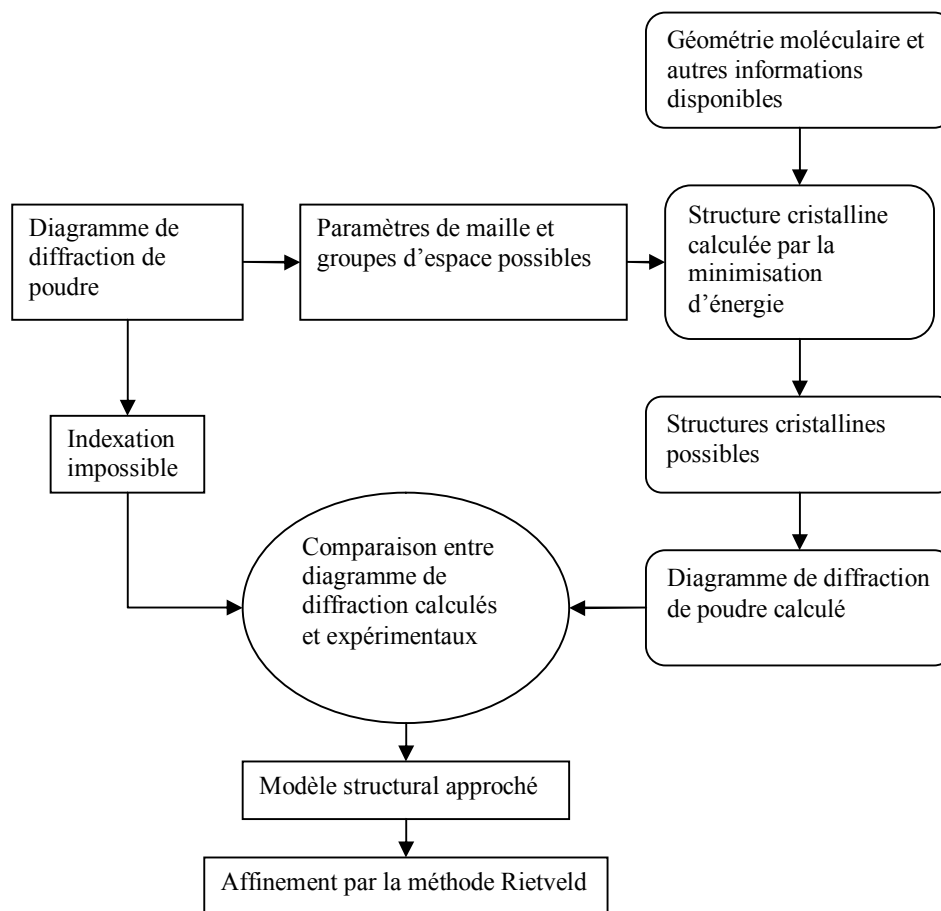 Géométrie moléculaire et
autres informations
disponibles
Diagramme de
diffraction de
poudre
Paramètres de maille et
groupes d'espace possibles
Structure cristalline
calculée par la
minimisation
d'énergie
Indexation
impossible
Structures cristallines
possibles
Comparaison entre
diagramme de
diffraction calculés
et expérimentaux
Diagramme de diffraction
de poudre calculé
Modèle structural approché
Affinement par la méthode Rietveld